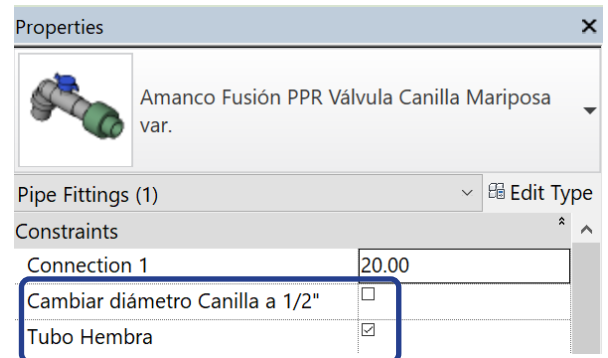 Properties
Amanco Fusión PPR Válvula Canilla Mariposa
var.
Pipe Fittings (1)
Edit Type
Constraints
Connection 1 20.00
Cambiar diámetro Canilla a 1/2"
Tubo Hembra